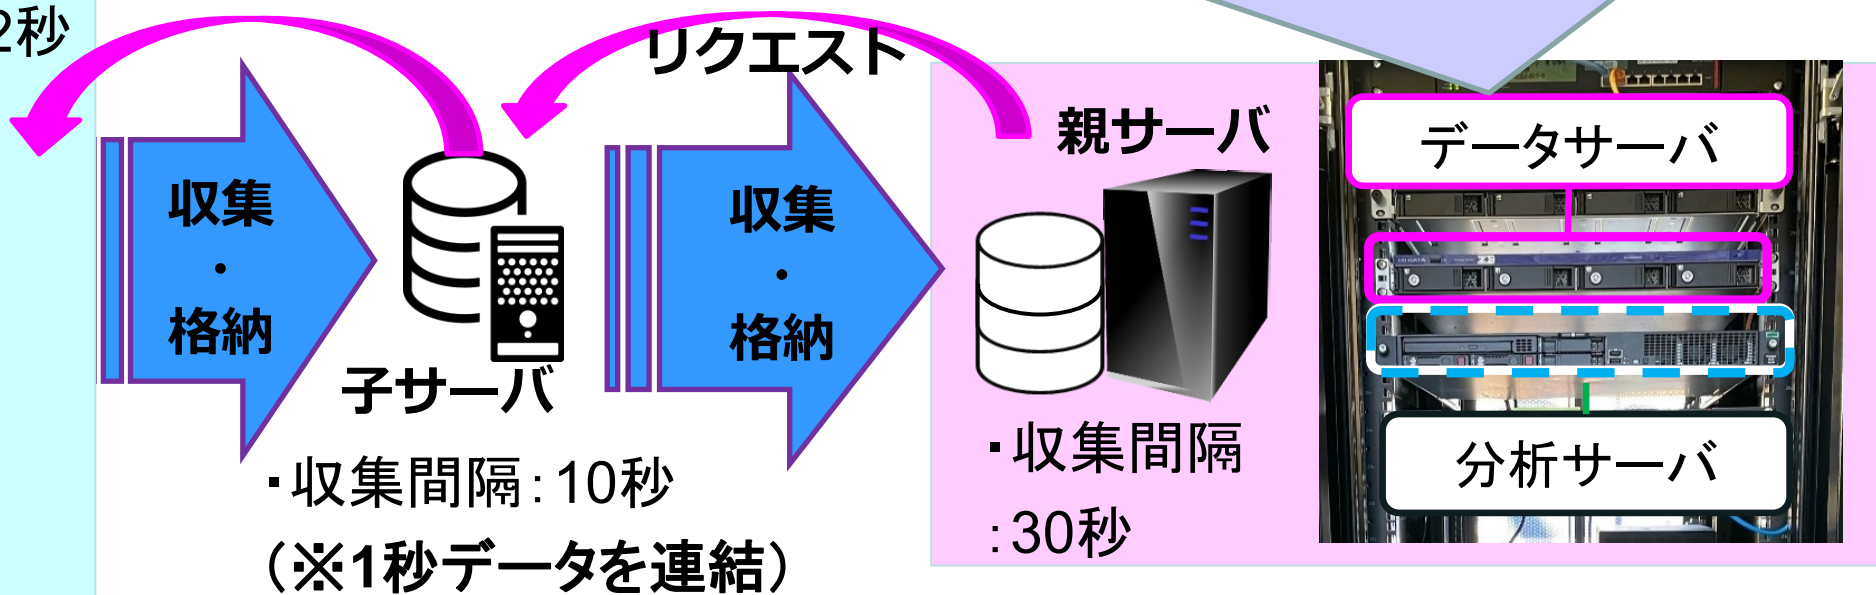 2秒
リクエスト
親サーバ
データサーバ
収集
・
格納
収集
・
格納
子サーバ
・収集間隔:10秒
(※1秒データを連結)
・収集間隔
:30秒
分析サーバ